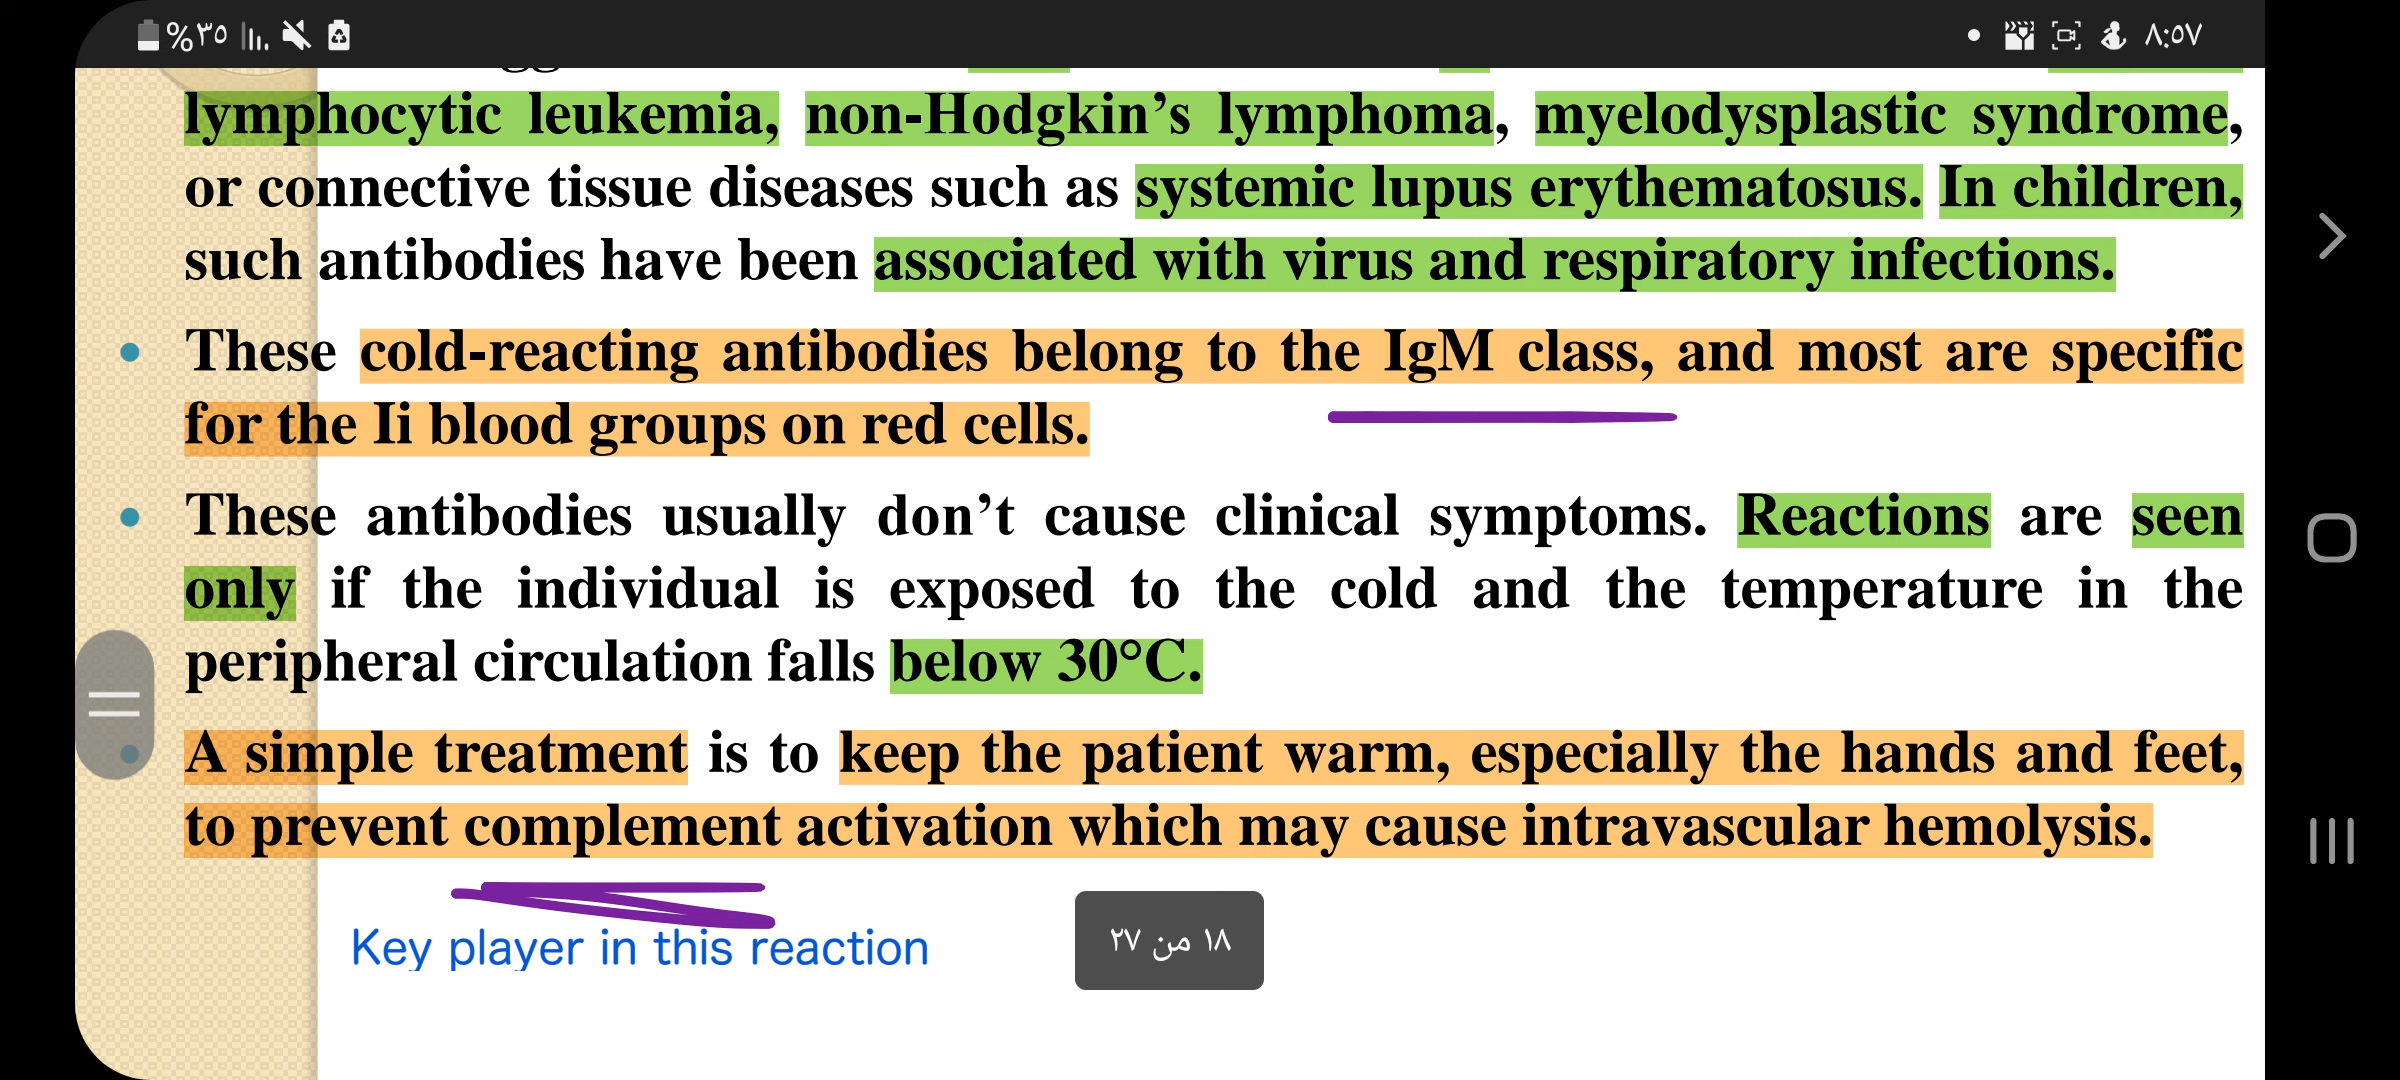 %٣٥
٨:٥٧
lymphocytic leukemia, non-Hodgkin’s lymphoma, myelodysplastic syndrome,
or connective tissue diseases such as systemic lupus erythematosus. In children,
such antibodies have been associated with virus and respiratory infections.
• These cold-reacting antibodies belong to the IgM class, and most are specific
for the Ii blood groups on red cells.
• These antibodies usually don’t cause clinical symptoms. Reactions are seen
only if the individual is exposed to the cold and the temperature in the
peripheral circulation falls below 30°C.
• A simple treatment is to keep the patient warm, especially the hands and feet,
to prevent complement activation which may cause intravascular hemolysis.
Key player in this reaction
١٨ من ٢٧